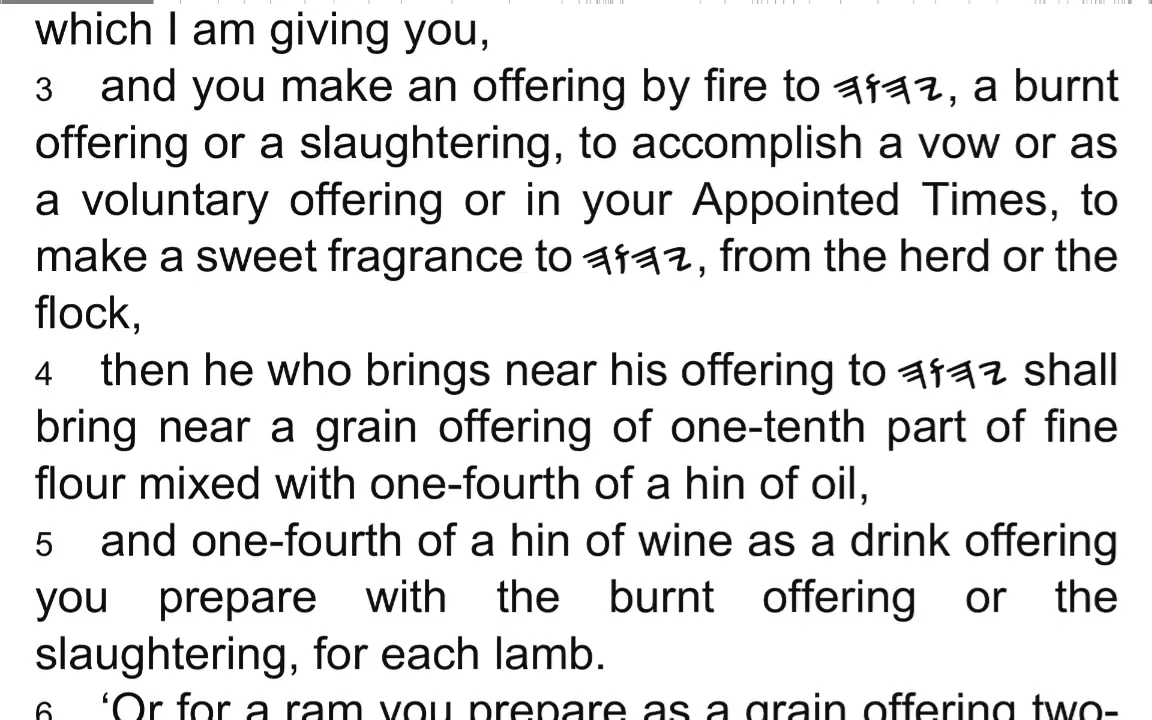 which I am giving you,
3 and you make an offering by fire to 𐤉𐤄𐤅𐤄, a burnt
offering or a slaughtering, to accomplish a vow or as
a voluntary offering or in your Appointed Times, to
make a sweet fragrance to 𐤉𐤄𐤅𐤄, from the herd or the
flock,
4 then he who brings near his offering to 𐤉𐤄𐤅𐤄 shall
bring near a grain offering of one-tenth part of fine
flour mixed with one-fourth of a hin of oil,
5 and one-fourth of a hin of wine as a drink offering
you prepare with the burnt offering or the
slaughtering, for each lamb.
6 ‘Or for a ram you prepare as a grain offering two-